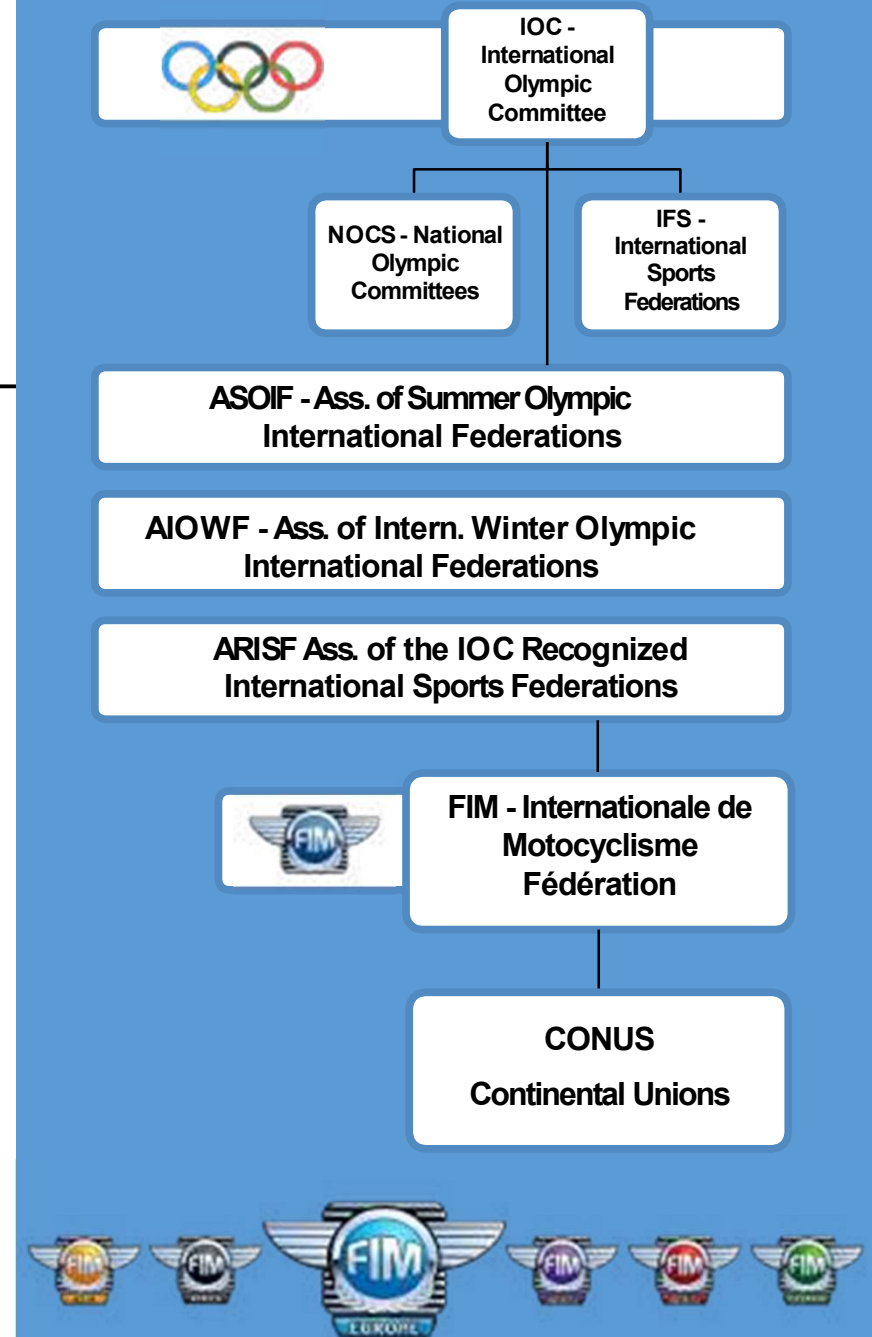 IOC -
International
Olympic
Committee
NOCS - National
Olympic
Committees
IFS -
International
Sports
Federations
ASOIF - Ass. of Summer Olympic
International Federations
AIOWF - Ass. of Intern. Winter Olympic
International Federations
ARISF Ass. of the IOC Recognized
International Sports Federations
FIM
FIM - Internationale de
Motocyclisme
Fédération
CONUS
Continental Unions
FIM
FIM
FIM
EUROPE
FIM
FIM
FIM